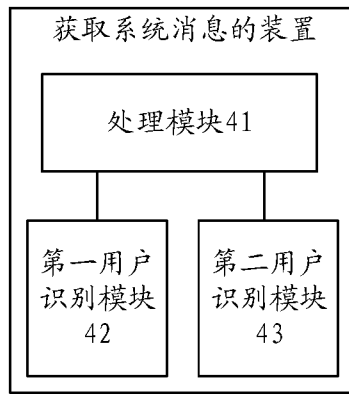 获取系统消息的装置
处理模块41
第一用户
识别模块
42
第二用户
识别模块
43